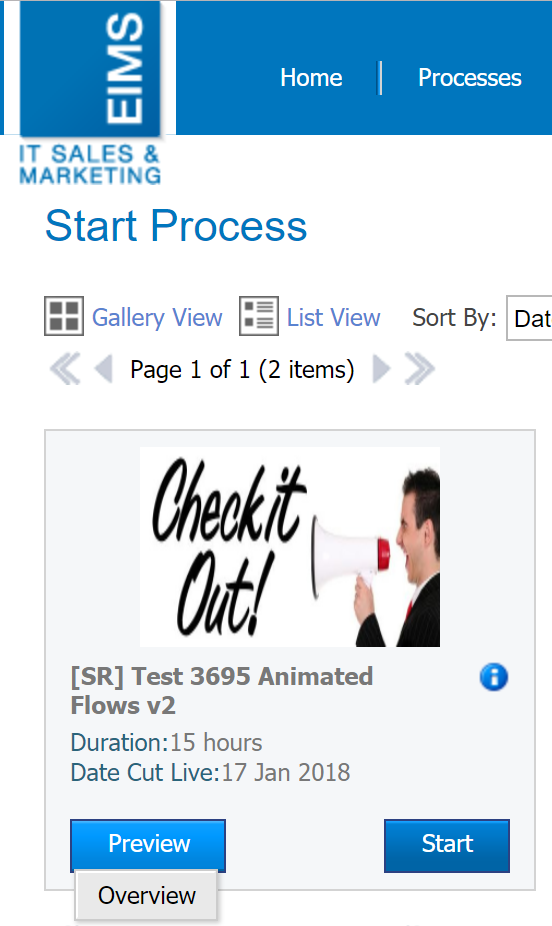 EIMS
IT SALES &
MARKETING
Home
Processes
Start Process
Gallery View
List View
Sort By:
Dat
Page 1 of 1 (2 items)
Check it
Out!
[SR] Test 3695 Animated
Flows v2
Duration:15 hours
Date Cut Live:17 Jan 2018
Preview
Start
Overview